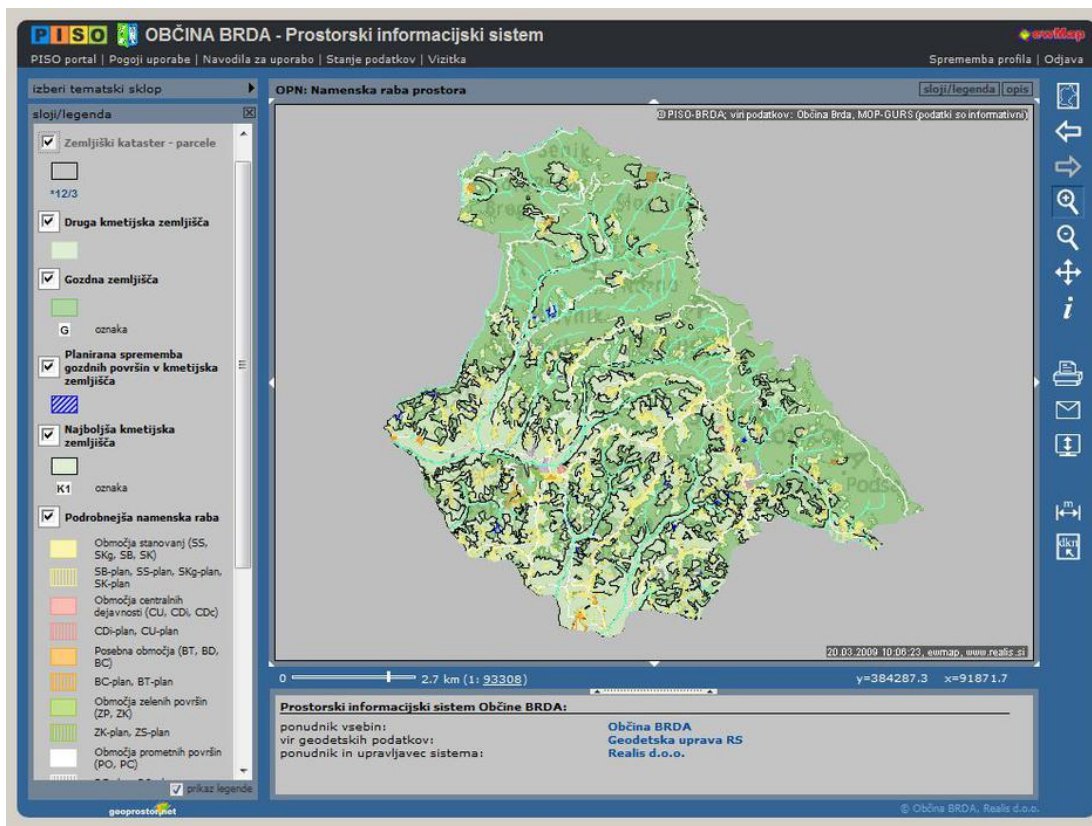 PISO OBČINA BRDA - Prostorski informacijski sistem
ewMap
PISO portal | Pogoji uporabe | Navodila za uporabo | Stanje podatkov | Vizitka
Sprememba profila | Odjava
izberi tematski sklop
OPN: Namenska raba prostora
sloji/legenda
opis
sloji/legenda
Zemljiški kataster - parcele
*12/3
Druga kmetijska zemljišča
Gozdna zemljišča
G oznaka
Planirana sprememba
gozdnih površin v kmetijska
zemljišča
Najboljša kmetijska
zemljišča
K1 oznaka
Podrobnejša namenska raba
Območja stanovanj (SS,
SKg, SB, SK)
SB-plan, SS-plan, SKg-plan,
SK-plan
Območja centralnih
dejavnosti (CU, CDi, CDc)
CDi-plan, CU-plan
Posebna območja (BT, BD,
BC)
BC-plan, BT-plan
Območja zelenih površin
(ZP, ZK)
ZK-plan, ZS-plan
Območja prometnih površin
(PO, PC)
prikaz legende
geoprostor.net
© PISO-BRDA; viri podatkov: Občina Brda, MOP-GURS (podatki so informativni)
Senik
20.03.2009 10:06:23, ewmap, www.realis.si
0 2.7 km (1: 93308)
y=384287.3 x=91871.7
Prostorski informacijski sistem Občine BRDA:
ponudnik vsebin: Občina BRDA
vir geodetskih podatkov: Geodetska uprava RS
ponudnik in upravljavec sistema: Realis d.o.o.
© Občina BRDA, Realis d.o.o.
i
m
dkn